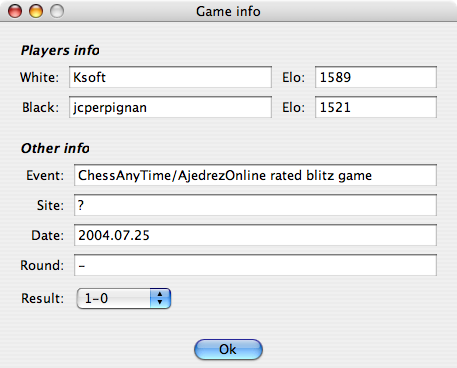 Game info
Players info
White: Ksoft Elo: 1589
Black: jcperpignan Elo: 1521
Other info
Event: ChessAnyTime/AjedrezOnline rated blitz game
Site: ?
Date: 2004.07.25
Round: -
Result: 1-0
Ok